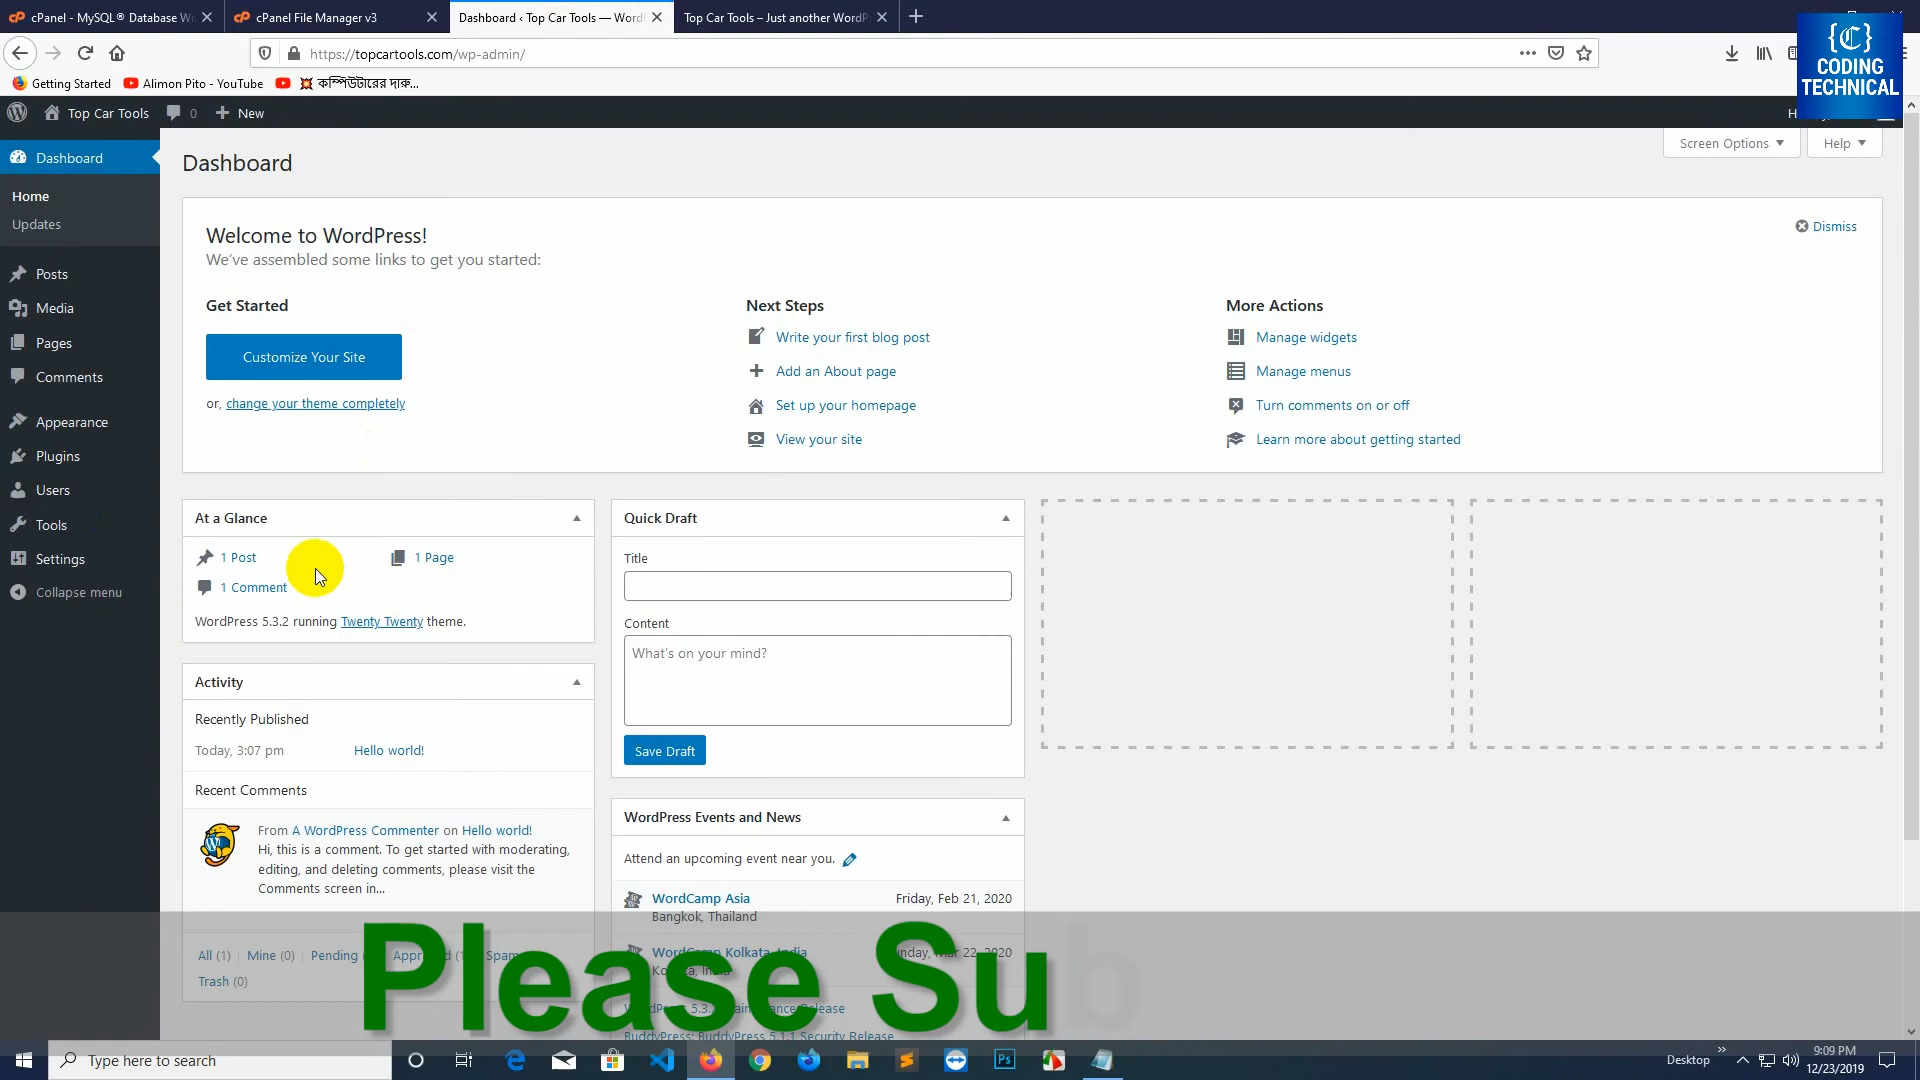 cPanel - MySQL® Database Wi
cPanel File Manager v3
Dashboard ‹ Top Car Tools — Word
Top Car Tools – Just another WordP
https://topcartools.com/wp-admin/
Getting Started
Alimon Pito - YouTube
কম্পিউটারের দারু...
{C}
CODING
TECHNICAL
Top Car Tools
0
New
H
Dashboard
Home
Updates
Posts
Media
Pages
Comments
Appearance
Plugins
Users
Tools
Settings
Collapse menu
Dashboard
Screen Options
Help
Welcome to WordPress!
We've assembled some links to get you started:
Dismiss
Get Started
Customize Your Site
or, change your theme completely
Next Steps
Write your first blog post
Add an About page
Set up your homepage
View your site
More Actions
Manage widgets
Manage menus
Turn comments on or off
Learn more about getting started
At a Glance
1 Post
1 Page
1 Comment
WordPress 5.3.2 running Twenty Twenty theme.
Activity
Recently Published
Today, 3:07 pm
Hello world!
Recent Comments
From A WordPress Commenter on Hello world!
Hi, this is a comment. To get started with moderating,
editing, and deleting comments, please visit the
Comments screen in...
All (1) | Mine (0) | Pending
Trash (0)
Quick Draft
Title
Content
What's on your mind?
Save Draft
WordPress Events and News
Attend an upcoming event near you.
WordCamp Asia
Friday, Feb 21, 2020
Bangkok, Thailand
WordCamp Kolkata, India
Sunday, Mar 22, 2020
Kolkata, India
WordPress 5.3.2 Maintenance Release
BuddyPress: BuddyPress 5.1.1 Security Release
Please Sub
Type here to search
Desktop
9:09 PM
12/23/2019